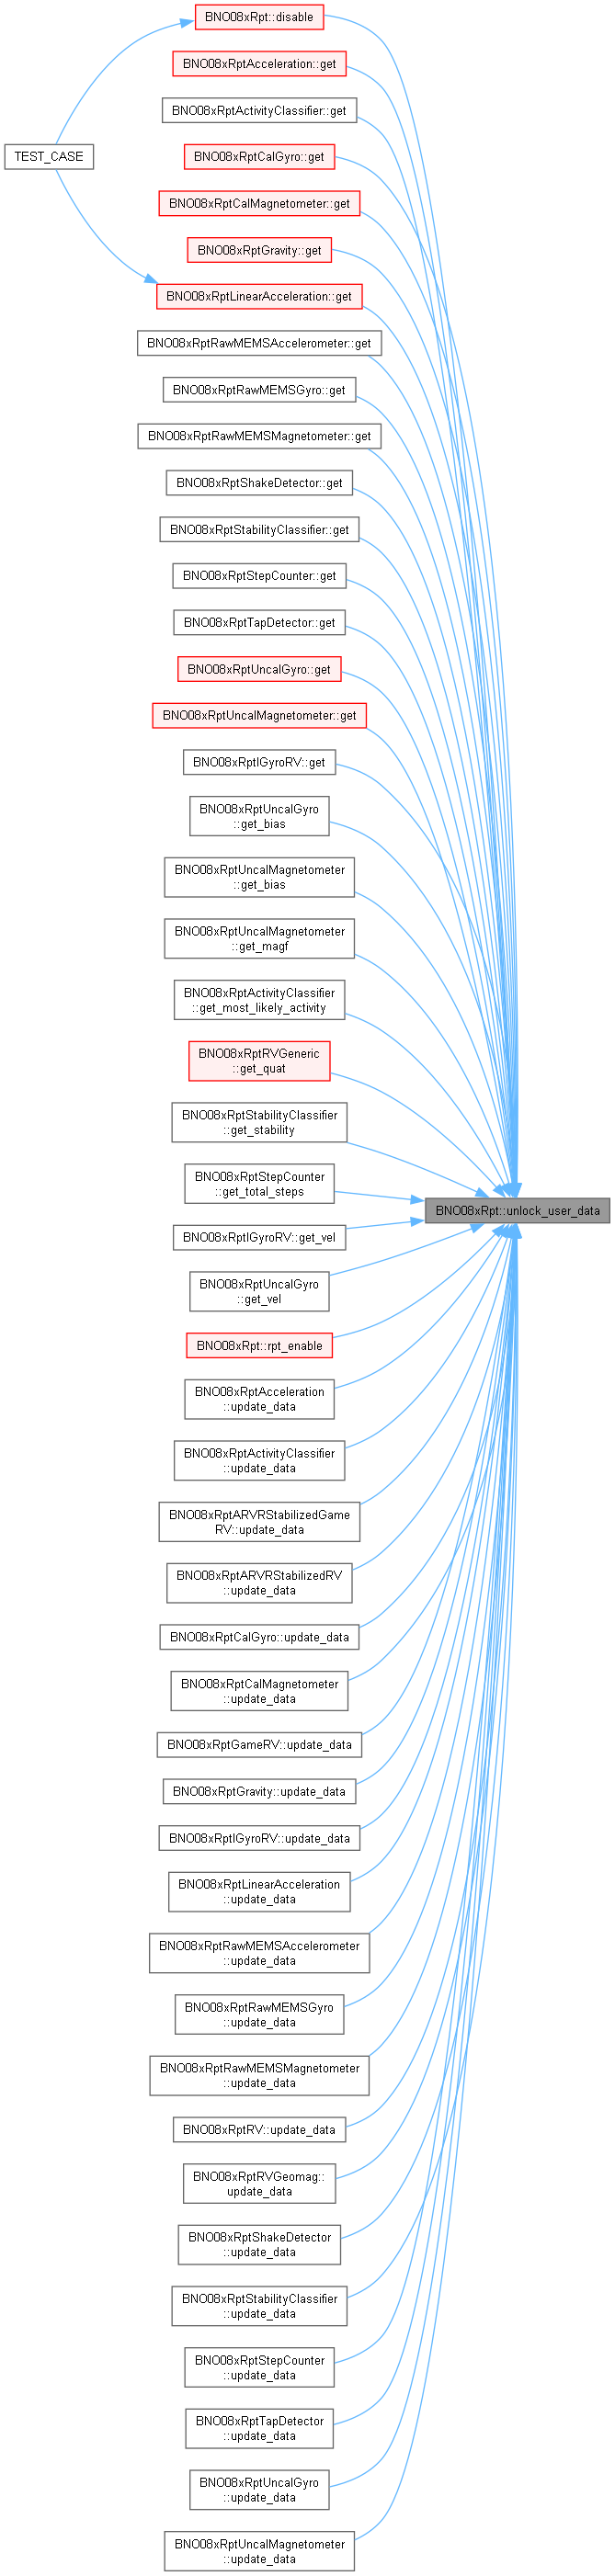 BNO08xRpt::disable
BNO08xRptAcceleration::get
BNO08xRptActivityClassifier::get
TEST_CASE
BNO08xRptCalGyro::get
BNO08xRptCalMagnetometer::get
BNO08xRptGravity::get
BNO08xRptLinearAcceleration::get
BNO08xRptRawMEMSAccelerometer::get
BNO08xRptRawMEMSGyro::get
BNO08xRptRawMEMSMagnetometer::get
BNO08xRptShakeDetector::get
BNO08xRptStabilityClassifier::get
BNO08xRptStepCounter::get
BNO08xRptTapDetector::get
BNO08xRptUncalGyro::get
BNO08xRptUncalMagnetometer::get
BNO08xRptIGyroRV::get
BNO08xRptUncalGyro
::get_bias
BNO08xRptUncalMagnetometer
::get_bias
BNO08xRptUncalMagnetometer
::get_magf
BNO08xRptActivityClassifier
::get_most_likely_activity
BNO08xRptRVGeneric
::get_quat
BNO08xRptStabilityClassifier
::get_stability
BNO08xRptStepCounter
::get_total_steps
BNO08xRpt::unlock_user_data
BNO08xRptIGyroRV::get_vel
BNO08xRptUncalGyro
::get_vel
BNO08xRpt::rpt_enable
BNO08xRptAcceleration
::update_data
BNO08xRptActivityClassifier
::update_data
BNO08xRptARVRStabilizedGame
RV::update_data
BNO08xRptARVRStabilizedRV
::update_data
BNO08xRptCalGyro::update_data
BNO08xRptCalMagnetometer
::update_data
BNO08xRptGameRV::update_data
BNO08xRptGravity::update_data
BNO08xRptIGyroRV::update_data
BNO08xRptLinearAcceleration
::update_data
BNO08xRptRawMEMSAccelerometer
::update_data
BNO08xRptRawMEMSGyro
::update_data
BNO08xRptRawMEMSMagnetometer
::update_data
BNO08xRptRV::update_data
BNO08xRptRVGeomag::
update_data
BNO08xRptShakeDetector
::update_data
BNO08xRptStabilityClassifier
::update_data
BNO08xRptStepCounter
::update_data
BNO08xRptTapDetector
::update_data
BNO08xRptUncalGyro
::update_data
BNO08xRptUncalMagnetometer
::update_data